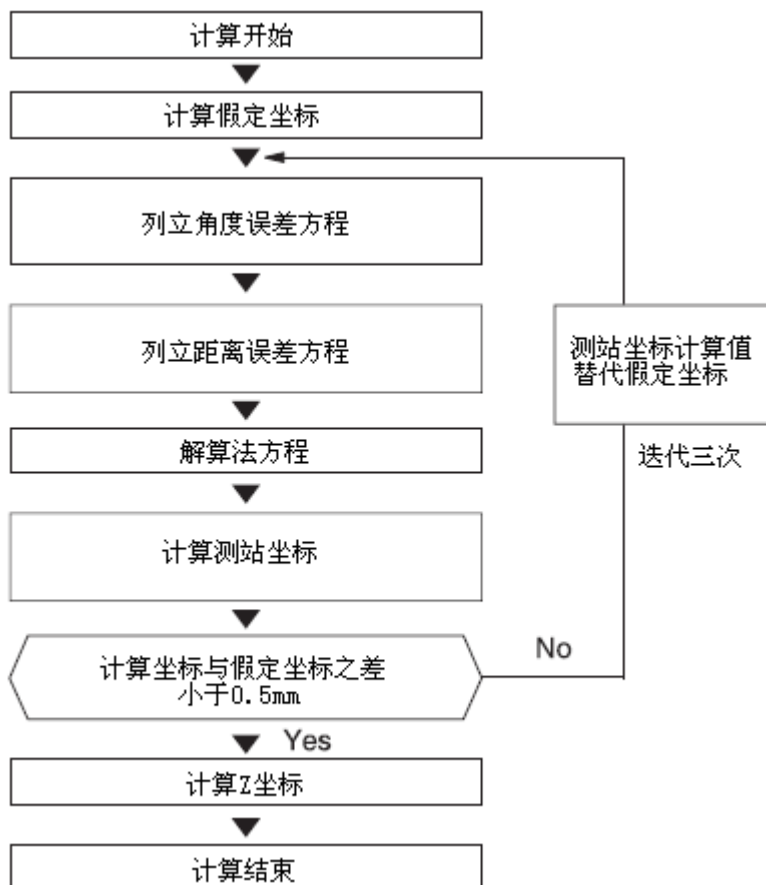 计算开始
计算假定坐标
列立角度误差方程
列立距离误差方程
测站坐标计算值
替代假定坐标
解算法方程
迭代三次
计算测站坐标
计算坐标与假定坐标之差
小于0.5mm
No
Yes
计算Z坐标
计算结束